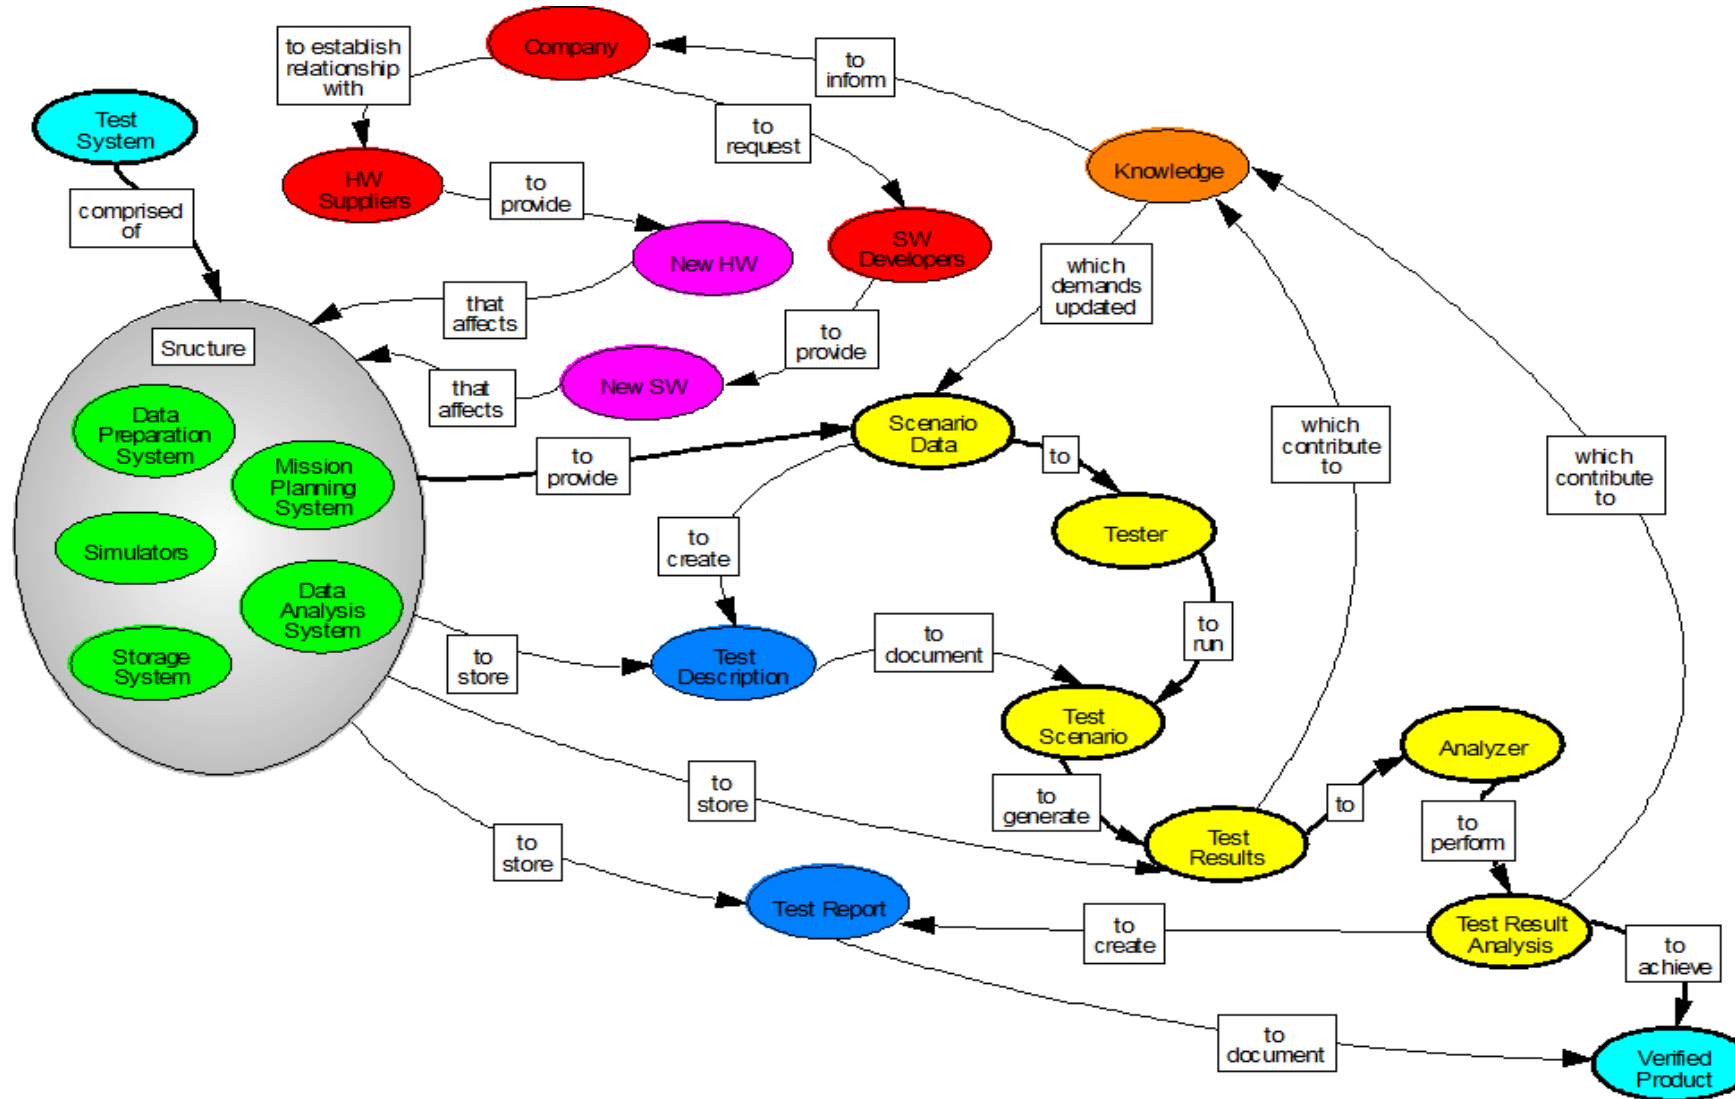 Company
to establish
relationship
with
to
inform
Test
System
to
request
HW
Suppliers
to
provide
Knowledge
comprised
of
New HW
SW
Developers
which
demands
updated
that
affects
to
provide
Sructure
New SW
that
affects
Data
Preparation
System
Mission
Planning
System
Simulators
Data
Analysis
System
Storage
System
to
provide
Scenario
Data
to
Tester
which
contribute
to
which
contribute
to
to
create
to
run
to
store
Test
Description
to
document
Test
Scenario
Analyzer
to
store
to
generate
to
to
perform
Test
Results
to
store
Test Report
to
create
Test Result
Analysis
to
achieve
to
document
Verified
Product